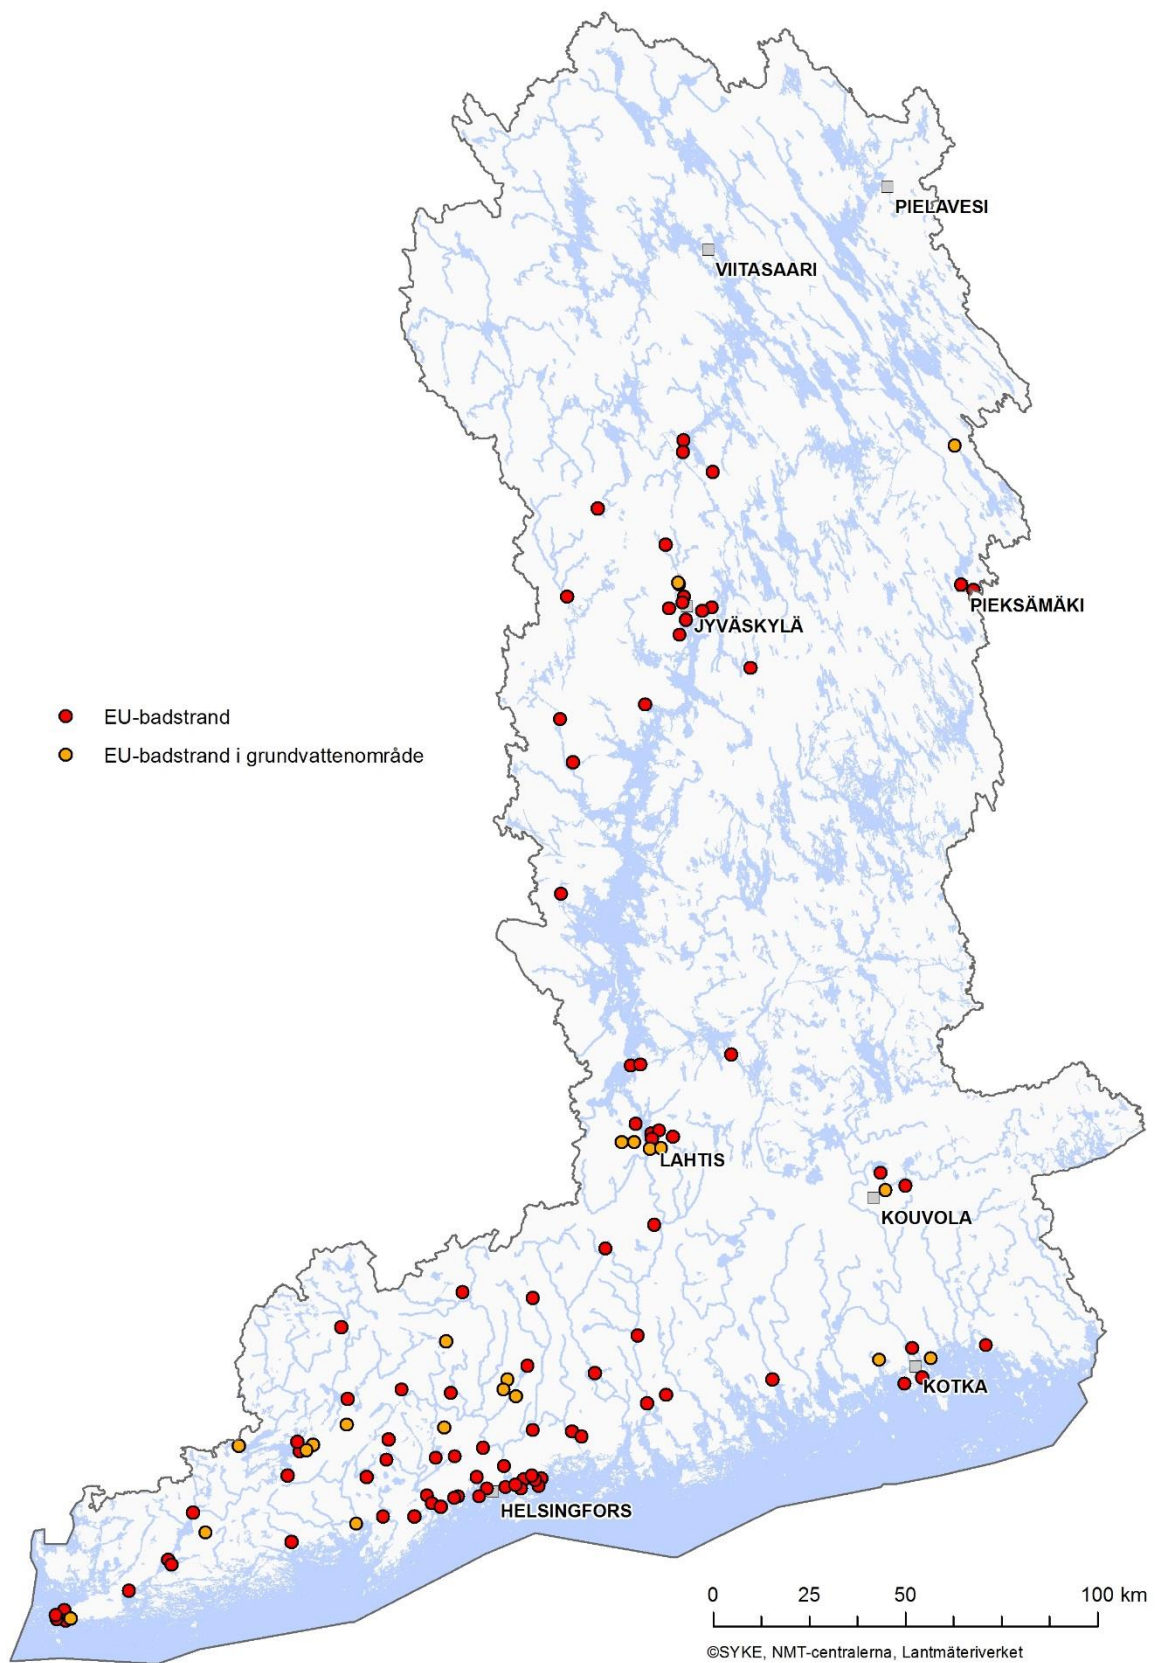 PIELAVESI
VIITASAARI
PIEKSÄMÄKI
JYVÄSKYLÄ
EU-badstrand
EU-badstrand i grundvattenområde
LAHTIS
KOUVOLA
KOTKA
HELSINGFORS
0 25 50 100 km
©SYKE, NMT-centralerna, Lantmäteriverket